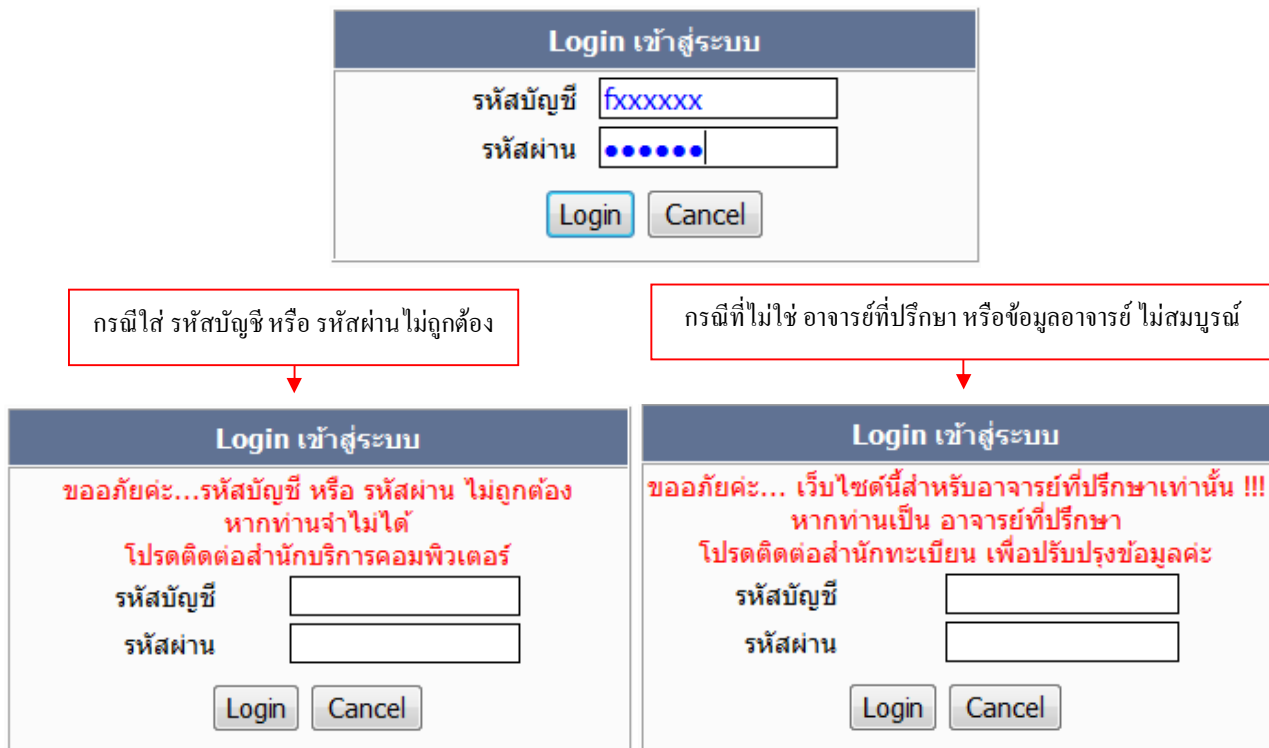 Login เข้าสู่ระบบ
รหัสบัญชี fxxxxxx
รหัสผ่าน ●●●●●●
Login Cancel
กรณีใส่ รหัสบัญชี หรือ รหัสผ่านไม่ถูกต้อง
กรณีที่ไม่ใช่ อาจารย์ที่ปรึกษา หรือข้อมูลอาจารย์ ไม่สมบูรณ์
Login เข้าสู่ระบบ
ขออภัยค่ะ...รหัสบัญชี หรือ รหัสผ่าน ไม่ถูกต้อง
หากท่านจำไม่ได้
โปรดติดต่อสำนักบริการคอมพิวเตอร์
รหัสบัญชี
รหัสผ่าน
Login Cancel
Login เข้าสู่ระบบ
ขออภัยค่ะ... เว็บไซต์นี้สำหรับอาจารย์ที่ปรึกษาเท่านั้น !!!
หากท่านเป็น อาจารย์ที่ปรึกษา
โปรดติดต่อสำนักทะเบียน เพื่อปรับปรุงข้อมูลค่ะ
รหัสบัญชี
รหัสผ่าน
Login Cancel